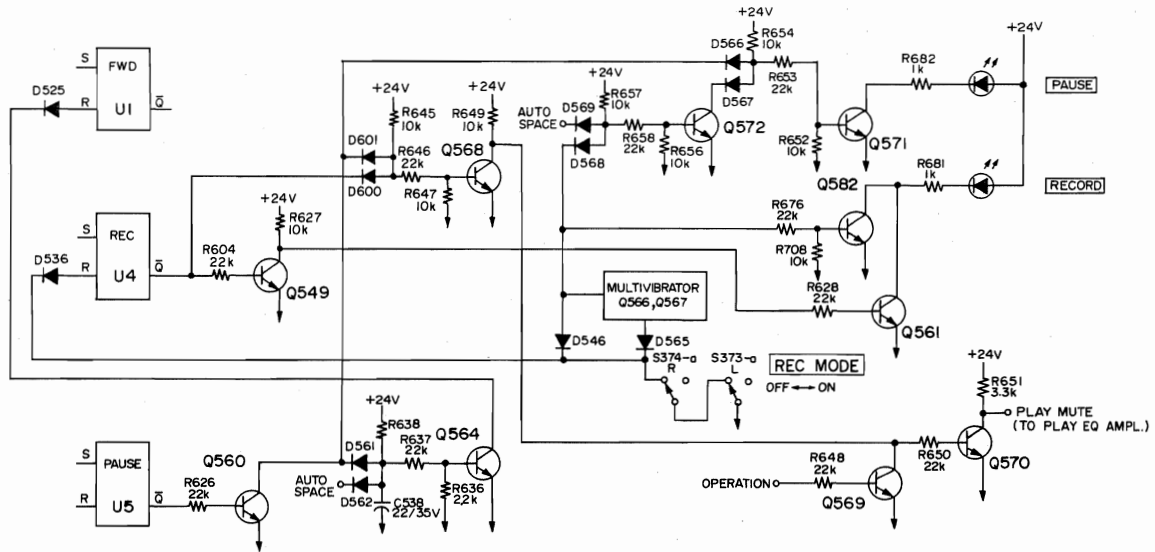 +24V
R654
10k
+24V
D566
S
FWD
D525
R
U1
Q̅
+24V
+24V
+24V
R653
22k
R682
1k
PAUSE
D567
R645
10k
R649
10k
D569
R657
10k
AUTO
SPACE
Q572
D568
R658
22k
R656
10k
R652
10k
Q571
D601
R646
22k
Q568
D600
R647
10k
Q582
R681
1k
RECORD
+24V
R627
10k
S
REC
D536
R
U4
Q̅
R604
22k
Q549
R676
22k
R708
10k
MULTIVIBRATOR
Q566,Q567
R628
22k
Q561
D546
D565
S374-a
R
S373-a
L
REC MODE
OFF ↔ ON
+24V
R651
3.3k
PLAY MUTE
(TO PLAY EQ AMPL.)
+24V
R638
D561
R637
22k
Q564
S
PAUSE
R
U5
Q̅
R626
22k
Q560
AUTO
SPACE
D562
C538
22/35V
R636
2,2k
OPERATION
R648
22k
Q569
R650
22k
Q570